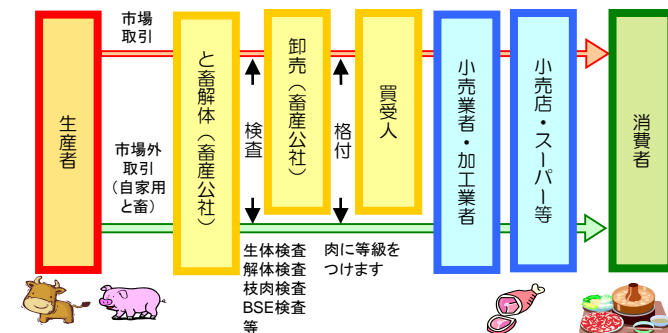 生産者
市場
取引
市場外
取引
(自家用
と畜)
と畜解体(畜産公社)
検査
卸売(畜産公社)
格付
買受人
小売業者・加工業者
小売店・スーパー等
消費者
生体検査
解体検査
枝肉検査
BSE検査
等
肉に等級を
つけます